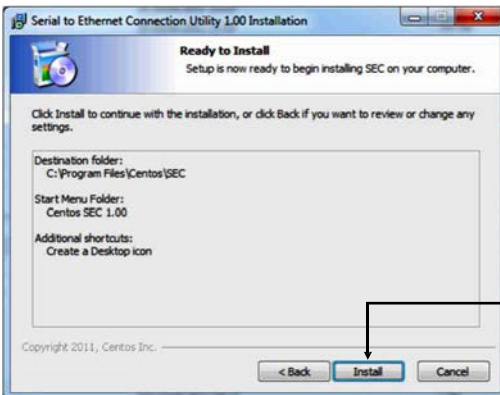 Serial to Ethernet Connection Utility 1.00 Installation
Ready to Install
Setup is now ready to begin installing SEC on your computer.
Click Install to continue with the installation, or click Back if you want to review or change any
settings.
Destination folder:
C:\Program Files\Centos\SEC
Start Menu Folder:
Centos SEC 1.00
Additional shortcuts:
Create a Desktop icon
Copyright 2011, Centos Inc.
< Back
Install
Cancel